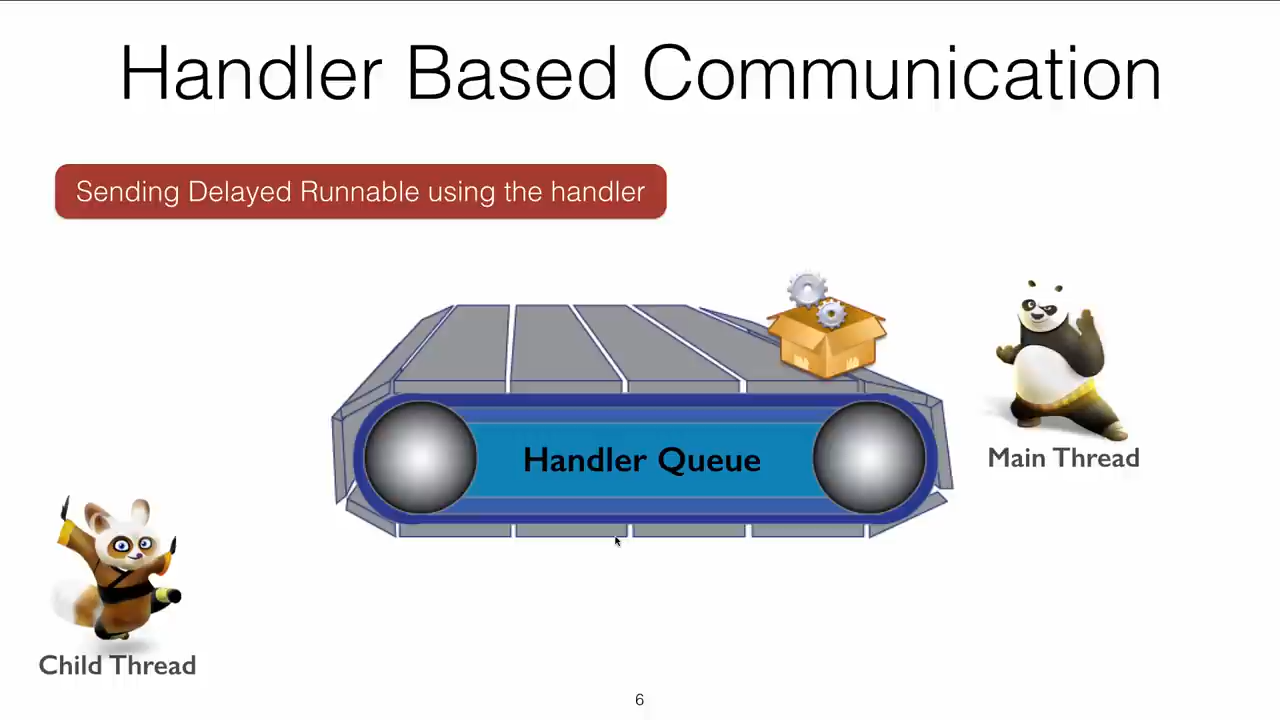 Handler Based Communication
Sending Delayed Runnable using the handler
Handler Queue
Main Thread
Child Thread
6